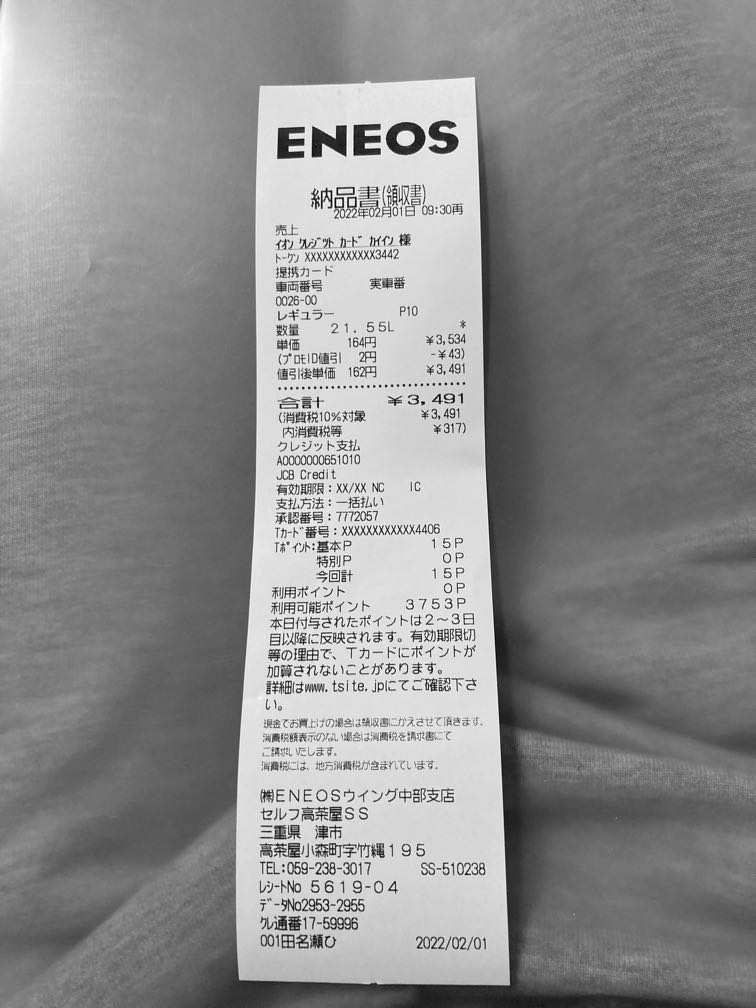 ENEOS
納品書(領収書)
2022年02月01日 09:30再
売上
イオン クレジット カード カイイン 様
トークン XXXXXXXXXXXX3442
提携カード
車両番号 実車番
0026-00
レギュラー P10
数量 21.55L *
単価 164円 ¥3,534
(プロモID値引 2円 -¥43)
値引後単価 162円 ¥3,491
合計 ¥3,491
(消費税10%対象 ¥3,491
内消費税等 ¥317)
クレジット支払
A0000000651010
JCB Credit
有効期限:XX/XX NC IC
支払方法:一括払い
承認番号:7772057
Tカード番号:XXXXXXXXXXXX4406
Tポイント:基本P 15P
特別P 0P
今回計 15P
利用ポイント 0P
利用可能ポイント 3753P
本日付与されたポイントは2~3日
目以降に反映されます。有効期限切
等の理由で、Tカードにポイントが
加算されないことがあります。
詳細はwww.tsite.jpにてご確認下さ
い。
現金でお買上げの場合は領収書にかえさせて頂きます。
消費税額表示のない場合は消費税を請求書にて
ご請求いたします。
消費税には、地方消費税が含まれています。
㈱ENEOSウイング中部支店
セルフ高茶屋SS
三重県 津市
高茶屋小森町字竹縄195
TEL:059-238-3017 SS-510238
レシートNo 5619-04
データNo2953-2955
クレ通番17-59996
001田名瀬ひ 2022/02/01